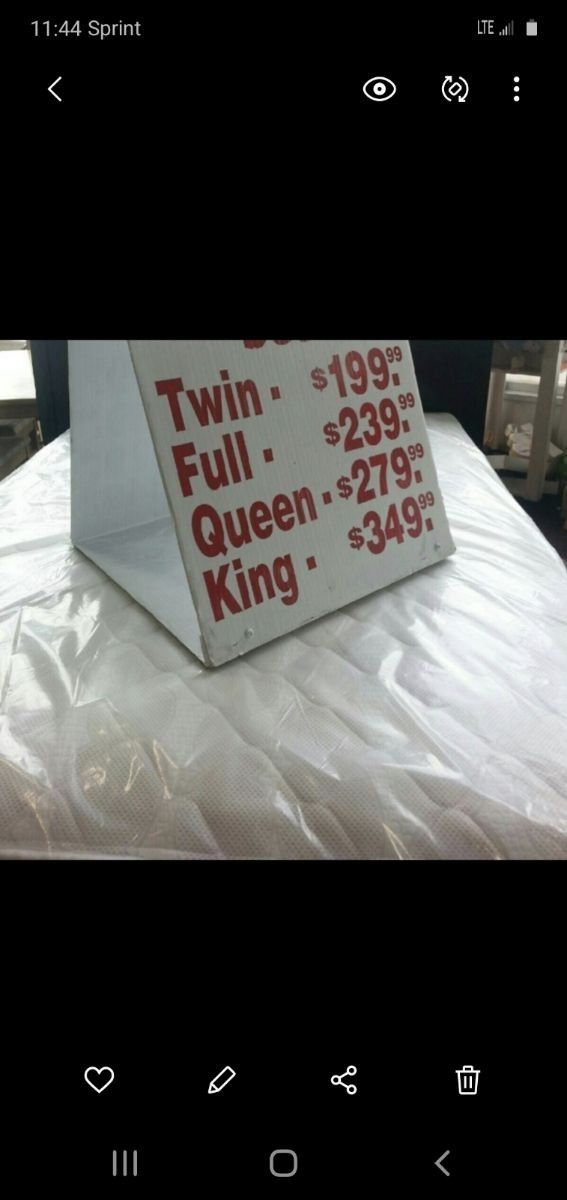 11:44 Sprint
LTE
Twin - $199.99
Full - $239.99
Queen - $279.99
King - $349.99